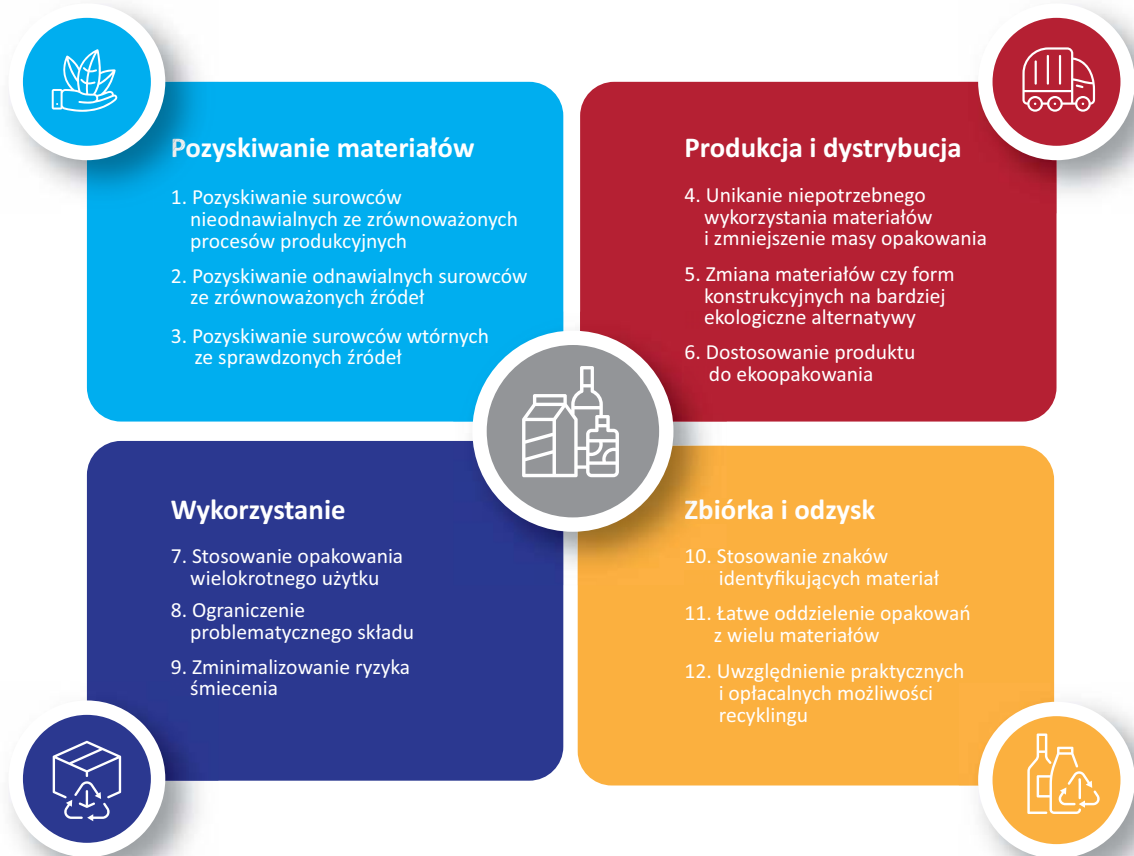 Pozyskiwanie materiałów
1. Pozyskiwanie surowców
nieodnawialnych ze zrównoważonych
procesów produkcyjnych
2. Pozyskiwanie odnawialnych surowców
ze zrównoważonych źródeł
3. Pozyskiwanie surowców wtórnych
ze sprawdzonych źródeł
Produkcja i dystrybucja
4. Unikanie niepotrzebnego
wykorzystania materiałów
i zmniejszenie masy opakowania
5. Zmiana materiałów czy form
konstrukcyjnych na bardziej
ekologiczne alternatywy
6. Dostosowanie produktu
do ekoopakowania
Wykorzystanie
7. Stosowanie opakowania
wielokrotnego użytku
8. Ograniczenie
problematycznego składu
9. Zminimalizowanie ryzyka
śmiecenia
Zbiórka i odzysk
10. Stosowanie znaków
identyfikujących materiał
11. Łatwe oddzielenie opakowań
z wielu materiałów
12. Uwzględnienie praktycznych
i opłacalnych możliwości
recyklingu